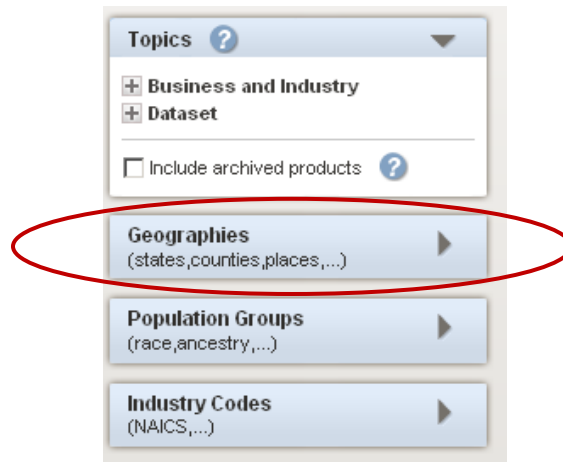 Topics ?
Business and Industry
Dataset
Include archived products ?
Geographies
(states,counties,places,...)
Population Groups
(race,ancestry,...)
Industry Codes
(NAICS,...)